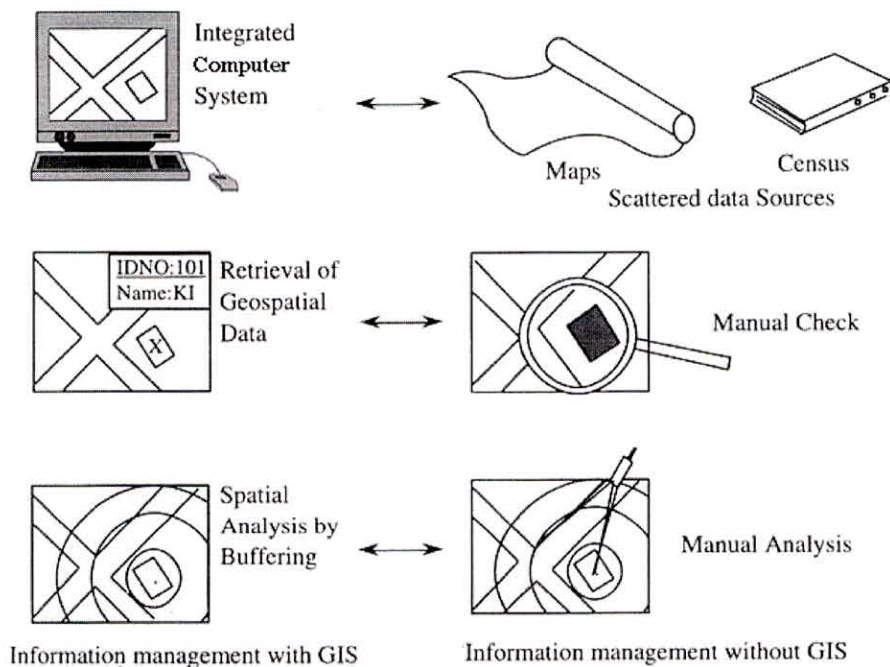 Integrated
Computer
System
Maps
Census
Scattered data Sources
IDNO:101
Name:KI
X
Retrieval of
Geospatial
Data
Manual Check
Spatial
Analysis by
Buffering
Manual Analysis
Information management with GIS
Information management without GIS